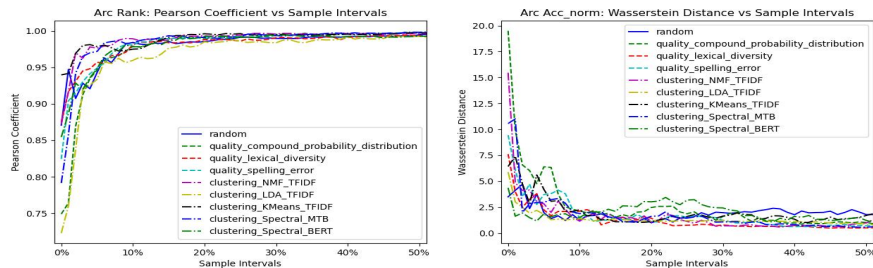 Arc Rank: Pearson Coefficient vs Sample Intervals
1.00
0.95
0.90
0.85
0.80
0.75
Pearson Coefficient
random
quality_compound_probability_distribution
quality_lexical_diversity
quality_spelling_error
clustering_NMF_TFIDF
clustering_LDA_TFIDF
clustering_KMeans_TFIDF
clustering_Spectral_MTB
clustering_Spectral_BERT
0% 10% 20% 30% 40% 50%
Sample Intervals
Arc Acc_norm: Wasserstein Distance vs Sample Intervals
20.0
17.5
15.0
12.5
10.0
7.5
5.0
2.5
0.0
Wasserstein Distance
random
quality_compound_probability_distribution
quality_lexical_diversity
quality_spelling_error
clustering_NMF_TFIDF
clustering_LDA_TFIDF
clustering_KMeans_TFIDF
clustering_Spectral_MTB
clustering_Spectral_BERT
0% 10% 20% 30% 40% 50%
Sample Intervals